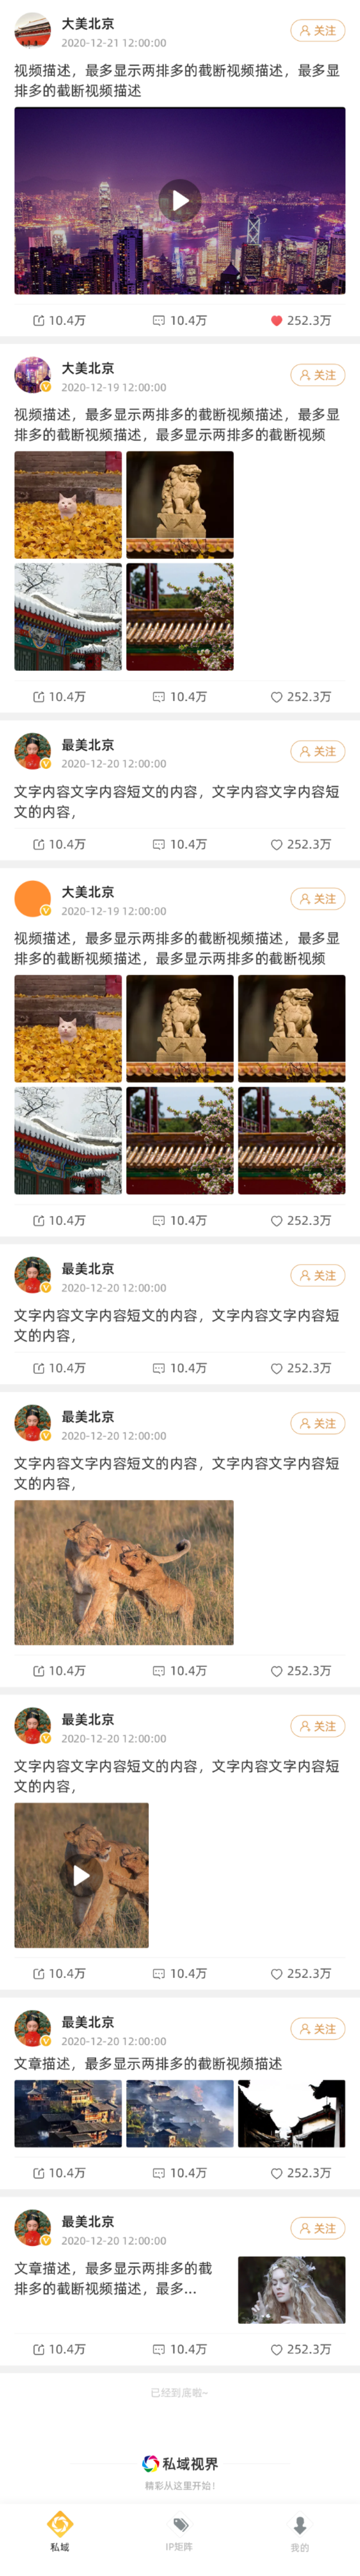 大美北京
关注
2020-12-21 12:00:00
视频描述，最多显示两排多的截断视频描述，最多显
排多的截断视频描述
10.4万 10.4万 252.3万
大美北京
关注
2020-12-19 12:00:00
视频描述，最多显示两排多的截断视频描述，最多显
排多的截断视频描述，最多显示两排多的截断视频
10.4万 10.4万 252.3万
最美北京
关注
2020-12-20 12:00:00
文字内容文字内容短文的内容，文字内容文字内容短
文的内容，
10.4万 10.4万 252.3万
大美北京
关注
2020-12-19 12:00:00
视频描述，最多显示两排多的截断视频描述，最多显
排多的截断视频描述，最多显示两排多的截断视频
10.4万 10.4万 252.3万
最美北京
关注
2020-12-20 12:00:00
文字内容文字内容短文的内容，文字内容文字内容短
文的内容，
10.4万 10.4万 252.3万
最美北京
关注
2020-12-20 12:00:00
文字内容文字内容短文的内容，文字内容文字内容短
文的内容，
10.4万 10.4万 252.3万
最美北京
关注
2020-12-20 12:00:00
文字内容文字内容短文的内容，文字内容文字内容短
文的内容，
10.4万 10.4万 252.3万
最美北京
关注
2020-12-20 12:00:00
文章描述，最多显示两排多的截断视频描述
10.4万 10.4万 252.3万
最美北京
关注
2020-12-20 12:00:00
文章描述，最多显示两排多的截
排多的截断视频描述，最多...
10.4万 10.4万 252.3万
已经到底啦~
私域视界
精彩从这里开始！
私域 IP矩阵 我的